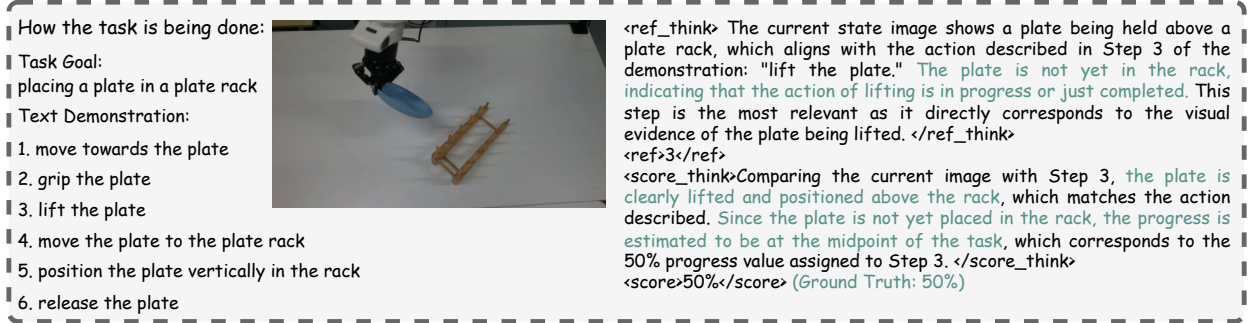 How the task is being done:
Task Goal:
placing a plate in a plate rack
Text Demonstration:
1. move towards the plate
2. grip the plate
3. lift the plate
4. move the plate to the plate rack
5. position the plate vertically in the rack
6. release the plate
<ref_think> The current state image shows a plate being held above a
plate rack, which aligns with the action described in Step 3 of the
demonstration: "lift the plate." The plate is not yet in the rack,
indicating that the action of lifting is in progress or just completed. This
step is the most relevant as it directly corresponds to the visual
evidence of the plate being lifted. </ref_think>
<ref>3</ref>
<score_think>Comparing the current image with Step 3, the plate is
clearly lifted and positioned above the rack, which matches the action
described. Since the plate is not yet placed in the rack, the progress is
estimated to be at the midpoint of the task, which corresponds to the
50% progress value assigned to Step 3. </score_think>
<score>50%</score> (Ground Truth: 50%)